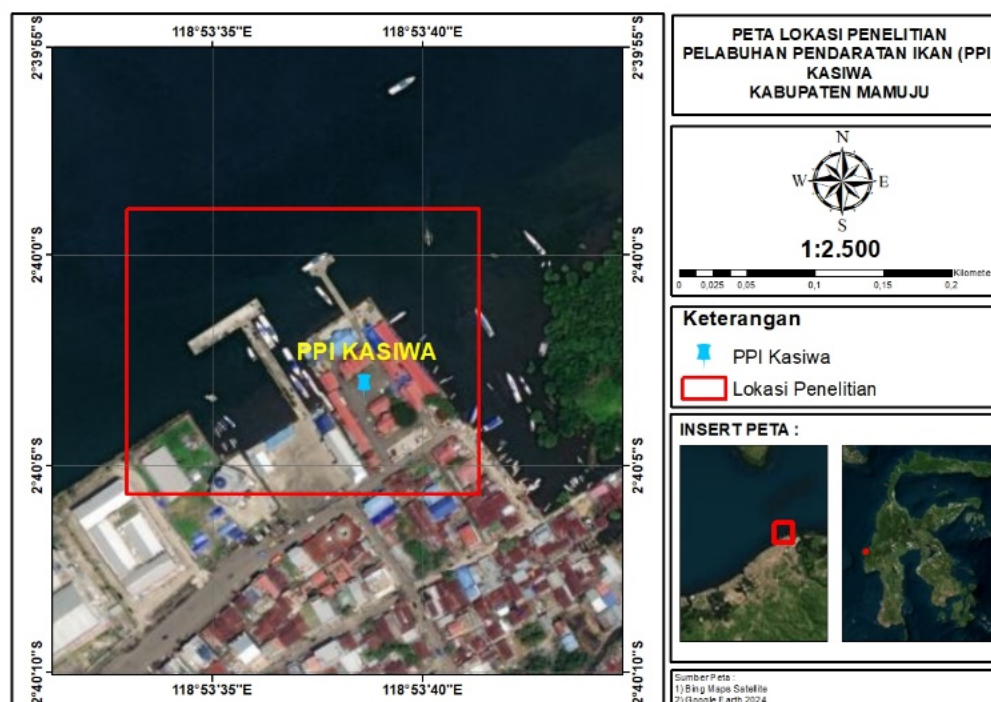 PETA LOKASI PENELITIAN
PELABUHAN PENDARATAN IKAN (PPI
KASIWA
KABUPATEN MAMUJU
118°53'35"E 118°53'40"E
2°39'55"S 2°39'55"S
2°40'0"S 2°40'0"S
2°40'5"S 2°40'5"S
2°40'10"S 2°40'10"S
118°53'35"E 118°53'40"E
PPI KASIWA
N
W E
S
1:2.500
Kilomete
0 0,025 0,05 0,1 0,15 0,2
Keterangan
PPI Kasiwa
Lokasi Penelitian
INSERT PETA :
Sumber Peta :
1) Bing Maps Satellite
2) Google Earth 2024